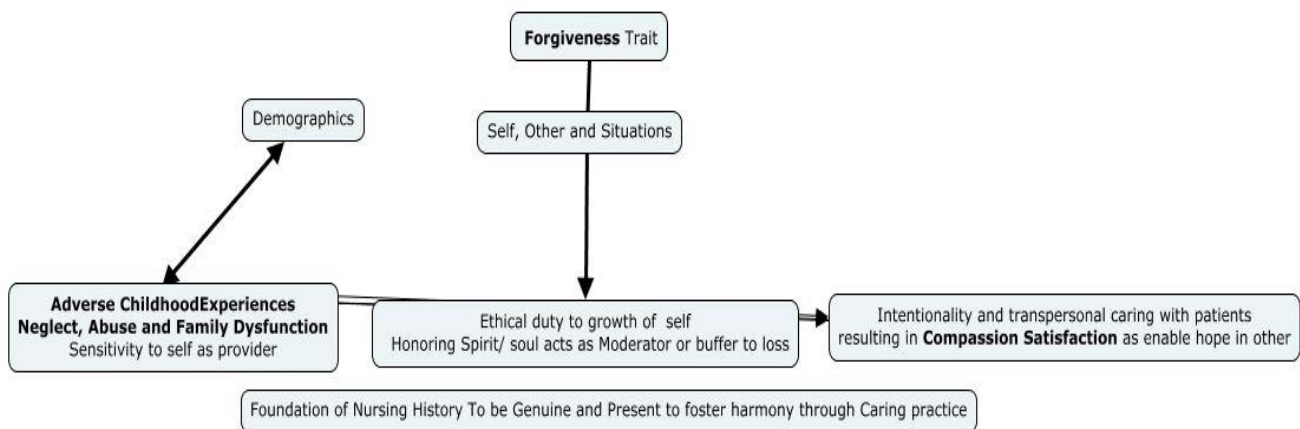 Forgiveness Trait
Demographics
Self, Other and Situations
Adverse ChildhoodExperiences
Neglect, Abuse and Family Dysfunction
Sensitivity to self as provider
Ethical duty to growth of self
Honoring Spirit/ soul acts as Moderator or buffer to loss
Intentionality and transpersonal caring with patients
resulting in Compassion Satisfaction as enable hope in other
Foundation of Nursing History To be Genuine and Present to foster harmony through Caring practice